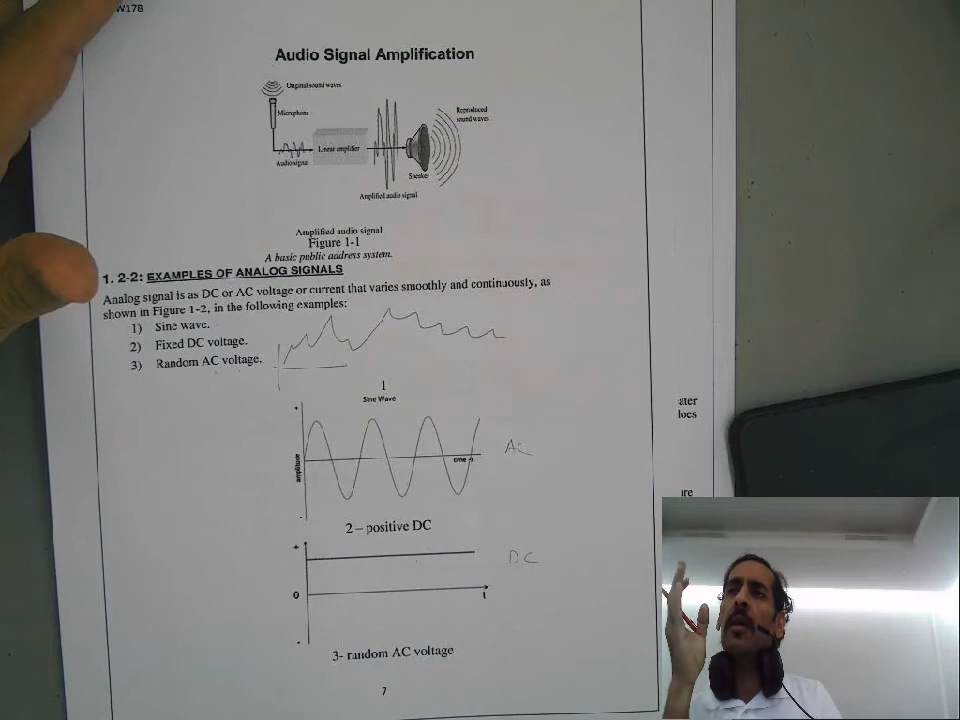 W178
Audio Signal Amplification
Original sound waves
Microphone
Reproduced
sound waves
Linear amplifier
Audio signal
Speaker
Amplified audio signal
Amplified audio signal
Figure 1-1
A basic public address system.
1. 2-2: EXAMPLES OF ANALOG SIGNALS
Analog signal is as DC or AC voltage or current that varies smoothly and continuously, as
shown in Figure 1-2, in the following examples:
1) Sine wave.
2) Fixed DC voltage.
3) Random AC voltage.
1
Sine Wave
+
amplitude
time
-
AC
2 – positive DC
+
0
t
-
DC
3- random AC voltage
7
ater
loes
ire